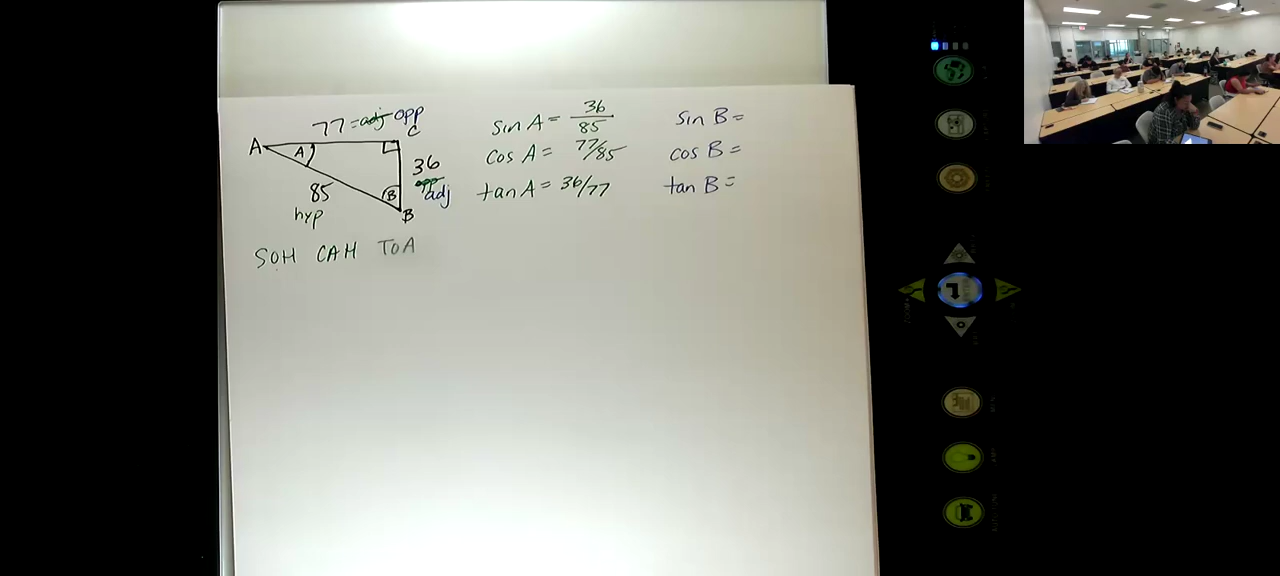 77 = adj opp
C
A
A
36
opp adj
85
hyp
B
B
SOH CAH TOA
sin A = 36/85
cos A = 77/85
tan A = 36/77
sin B =
cos B =
tan B =